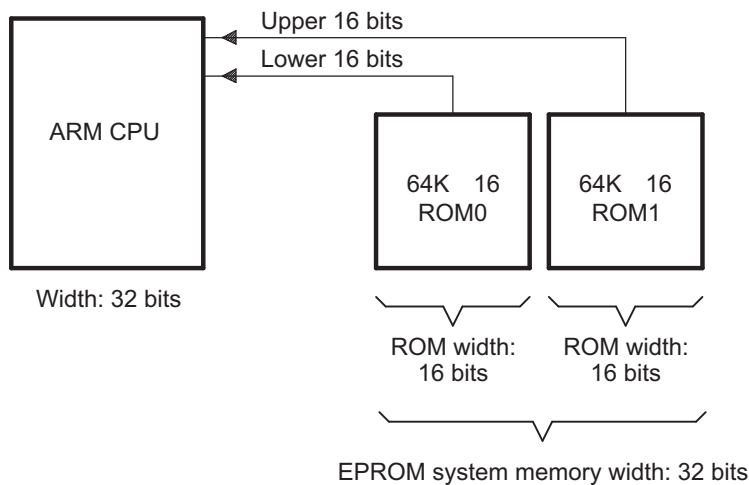 Upper 16 bits
Lower 16 bits
ARM CPU
64K 16
ROM0
64K 16
ROM1
Width: 32 bits
ROM width:
16 bits
ROM width:
16 bits
EPROM system memory width: 32 bits